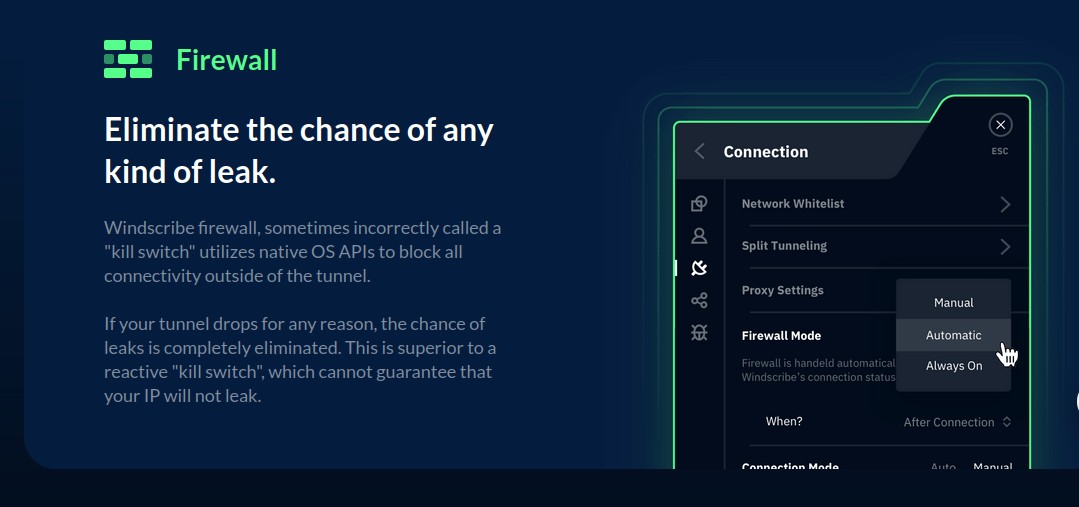 Firewall
Eliminate the chance of any
kind of leak.
Windscribe firewall, sometimes incorrectly called a
"kill switch" utilizes native OS APIs to block all
connectivity outside of the tunnel.
If your tunnel drops for any reason, the chance of
leaks is completely eliminated. This is superior to a
reactive "kill switch", which cannot guarantee that
your IP will not leak.
Connection
ESC
Network Whitelist
Split Tunneling
Proxy Settings
Manual
Firewall Mode
Automatic
Firewall is handeld automatical
Always On
Windscribe's connection status
When?
After Connection
Connection Mode
Auto
Manual